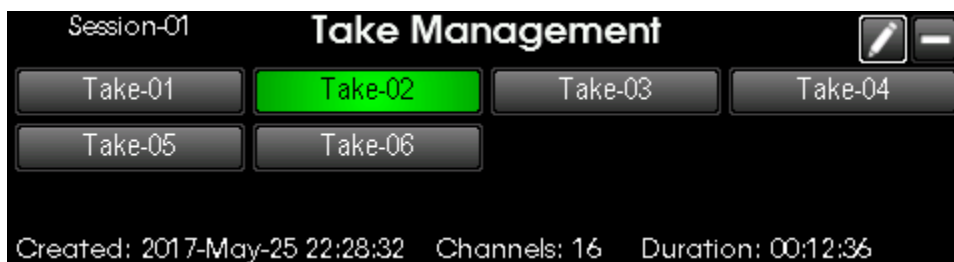 Session-01 Take Management
Take-01 Take-02 Take-03 Take-04
Take-05 Take-06
Created: 2017-May-25 22:28:32 Channels: 16 Duration: 00:12:36